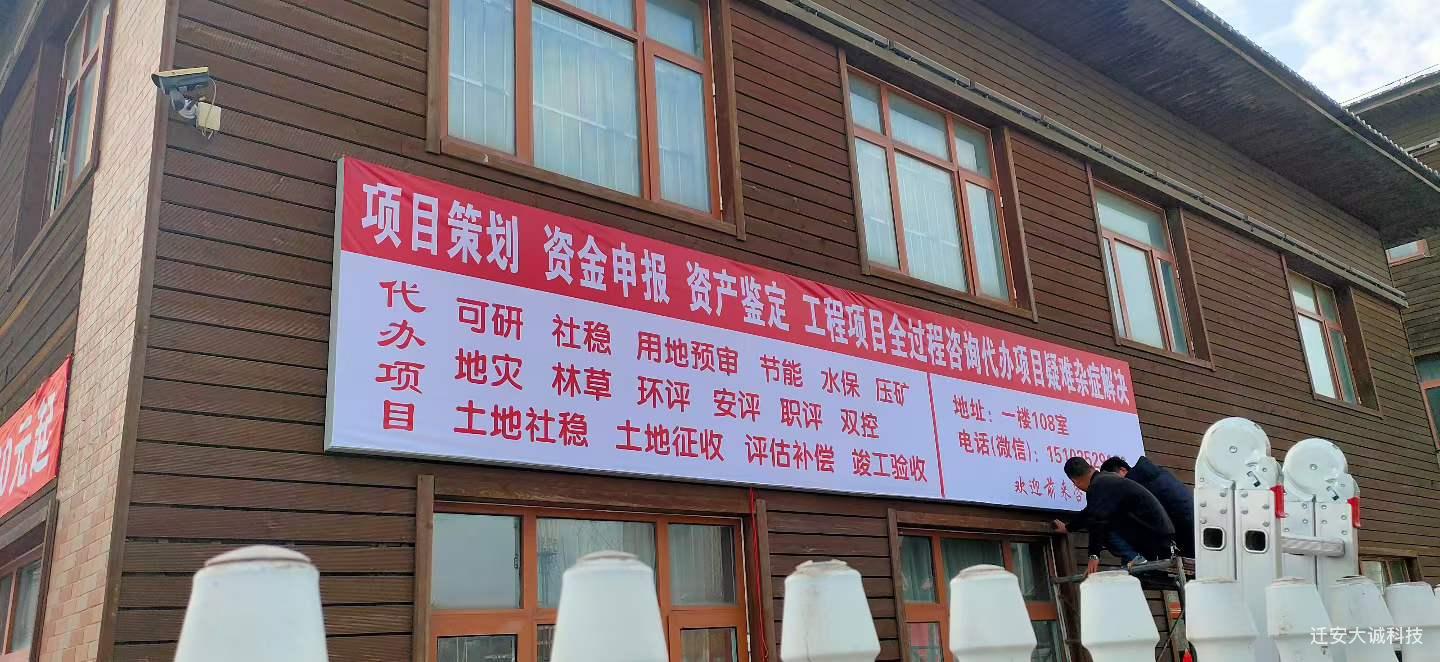 项目策划 资金申报 资产鉴定 工程项目全过程咨询代办项目疑难杂症解决
代办项目
可研 社稳 用地预审 节能 水保 压矿
地灾 林草 环评 安评 职评 双控
土地社稳 土地征收 评估补偿 竣工验收
地址：一楼108室
电话(微信)：
欢迎前来
0元起
迁安大诚科技